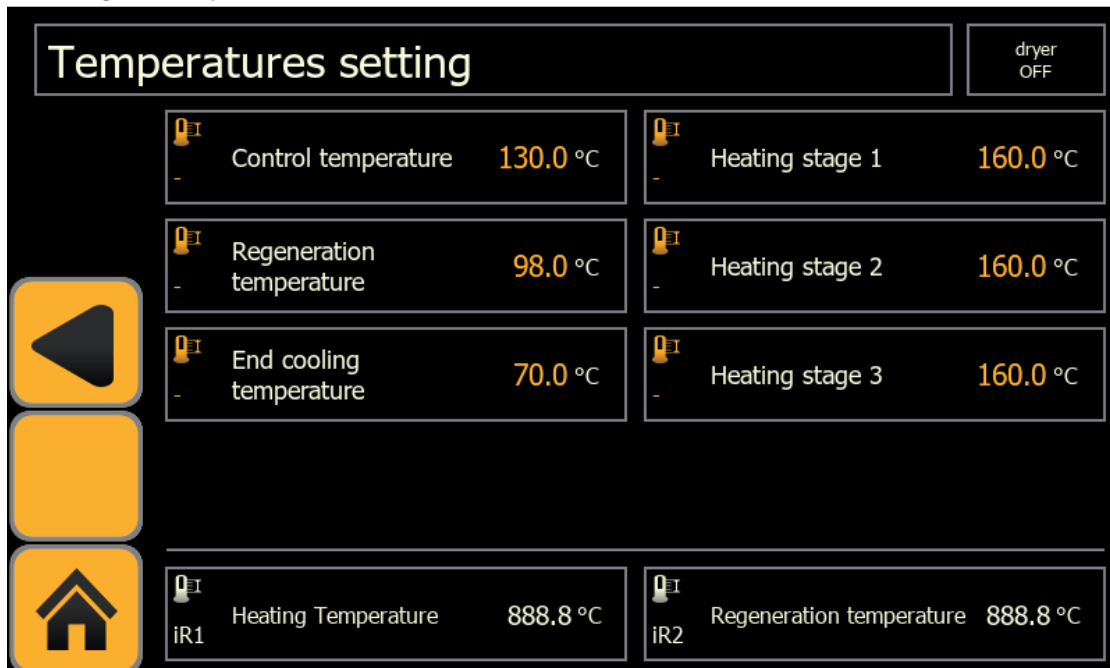 Temperatures setting
dryer
OFF
-
Control temperature 130.0 °C
-
Heating stage 1 160.0 °C
-
Regeneration
temperature
98.0 °C
-
Heating stage 2 160.0 °C
-
End cooling
temperature
70.0 °C
-
Heating stage 3 160.0 °C
iR1
Heating Temperature 888.8 °C
iR2
Regeneration temperature 888.8 °C